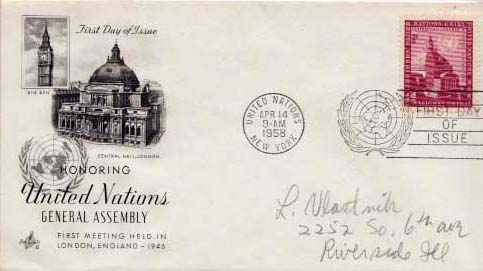 First Day of Issue
BIG BEN
CENTRAL HALL, LONDON
HONORING
United Nations
GENERAL ASSEMBLY
FIRST MEETING HELD IN
LONDON, ENGLAND - 1946
UNITED NATIONS
APR 14
9-AM
1958
NEW YORK
FIRST DAY
OF
ISSUE
L. Vlastnik
2252 So. 6th ave
Riverside Ill